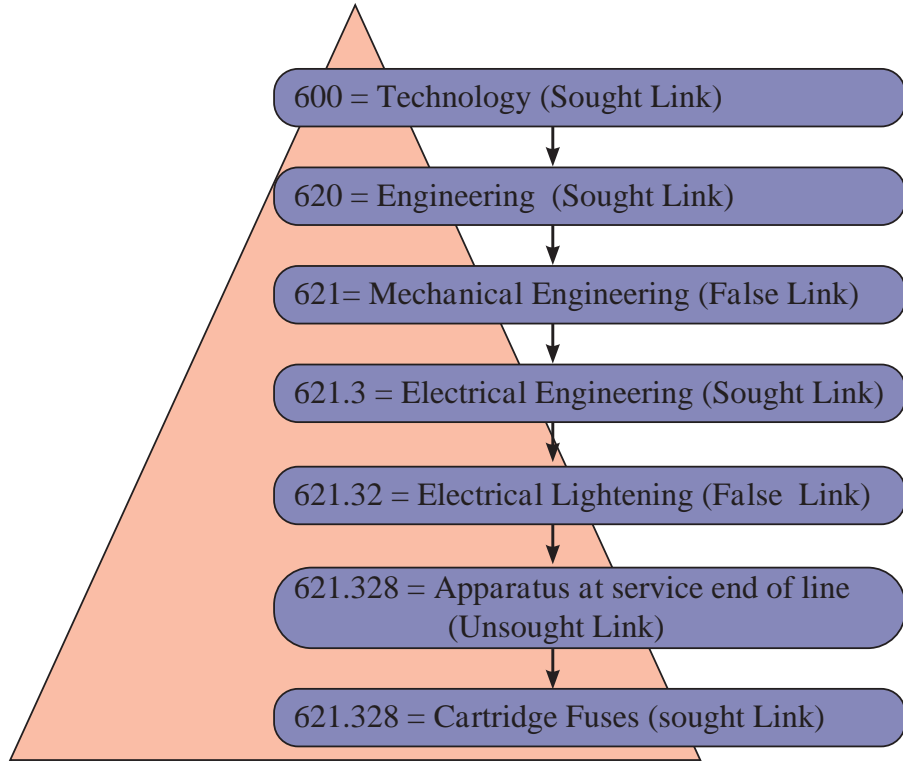 600 = Technology (Sought Link)
620 = Engineering (Sought Link)
621= Mechanical Engineering (False Link)
621.3 = Electrical Engineering (Sought Link)
621.32 = Electrical Lightening (False Link)
621.328 = Apparatus at service end of line
(Unsought Link)
621.328 = Cartridge Fuses (sought Link)